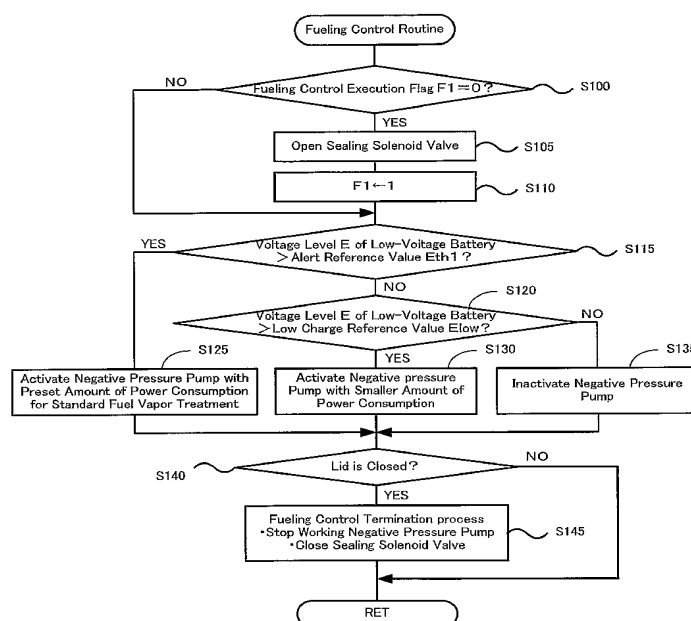 Fueling Control Routine
NO
Fueling Control Execution Flag F1=0?
S100
YES
Open Sealing Solenoid Valve
S105
F1←1
S110
YES
Voltage Level E of Low-Voltage Battery
>Alert Reference Value Eth1?
S115
NO
S120
Voltage Level E of Low-Voltage Battery
>Low Charge Reference Value Elow?
NO
S125
YES
S130
S135
Activate Negative Pressure Pump with
Preset Amount of Power Consumption
for Standard Fuel Vapor Treatment
Activate Negative pressure
Pump with Smaller Amount of
Power Consumption
Inactivate Negative Pressure
Pump
Lid is Closed?
NO
S140
YES
Fueling Control Termination process
・Stop Working Negative Pressure Pump
・Close Sealing Solenoid Valve
S145
RET